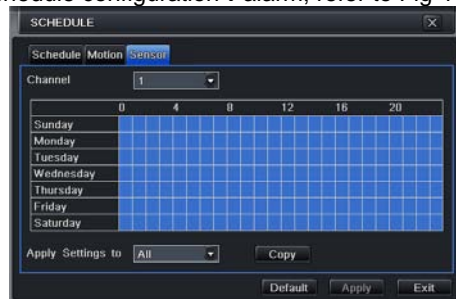 SCHEDULE X
Schedule Motion Sensor
Channel 1
0 4 8 12 16 20
Sunday
Monday
Tuesday
Wednesday
Thursday
Friday
Saturday
Apply Settings to All Copy
Default Apply Exit